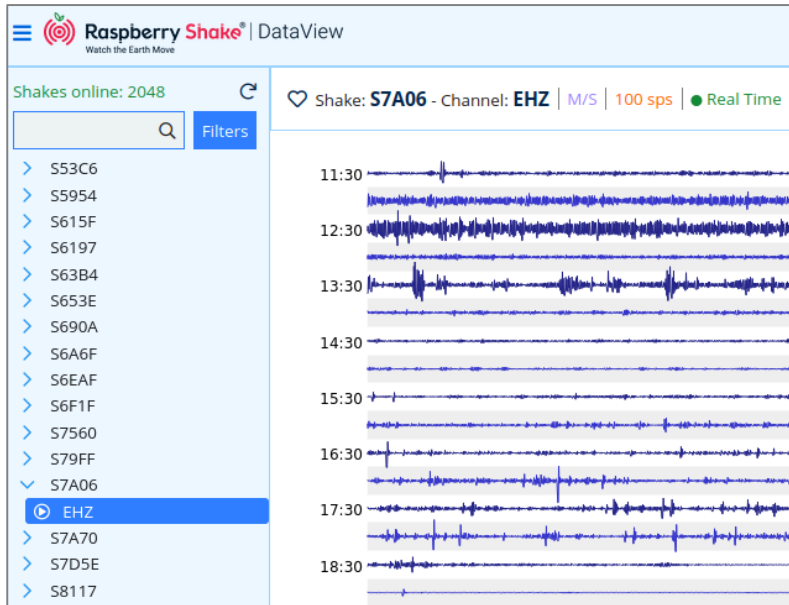 Raspberry Shake® | DataView
Watch the Earth Move
Shakes online: 2048
Filters
S53C6
S5954
S615F
S6197
S63B4
S653E
S690A
S6A6F
S6EAF
S6F1F
S7560
S79FF
S7A06
EHZ
S7A70
S7D5E
S8117
Shake: S7A06 - Channel: EHZ | M/S | 100 sps | Real Time
11:30
12:30
13:30
14:30
15:30
16:30
17:30
18:30